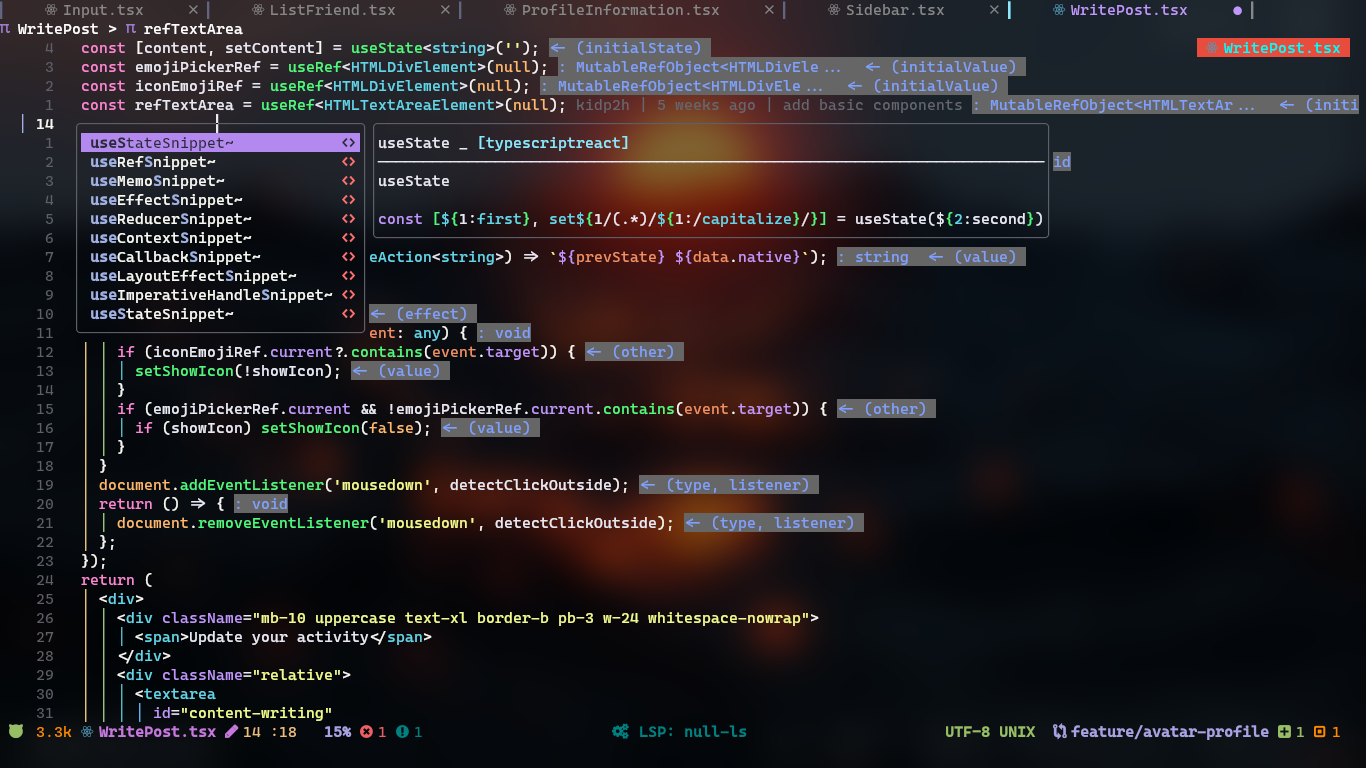 Input.tsx × ListFriend.tsx × ProfileInformation.tsx × Sidebar.tsx × WritePost.tsx ●
π WritePost > π refTextArea
4 const [content, setContent] = useState<string>(''); ← (initialState) WritePost.tsx
3 const emojiPickerRef = useRef<HTMLDivElement>(null); : MutableRefObject<HTMLDivEle... ← (initialValue)
2 const iconEmojiRef = useRef<HTMLDivElement>(null); : MutableRefObject<HTMLDivEle... ← (initialValue)
1 const refTextArea = useRef<HTMLTextAreaElement>(null); kidp2h | 5 weeks ago | add basic components : MutableRefObject<HTMLTextAr... ← (initi
14
1 useStateSnippet~ <> useState _ [typescriptreact]
2 useRefSnippet~ <> id
3 useMemoSnippet~ <> useState
4 useEffectSnippet~ <>
5 useReducerSnippet~ <> const [${1:first}, set${1/(.*)/${1:/capitalize}/}] = useState(${2:second})
6 useContextSnippet~ <>
7 useCallbackSnippet~ <> eAction<string>) => `${prevState} ${data.native}`); : string ← (value)
8 useLayoutEffectSnippet~ <>
9 useImperativeHandleSnippet~ <>
10 useStateSnippet~ <> ← (effect)
11 ent: any) { : void
12 if (iconEmojiRef.current?.contains(event.target)) { ← (other)
13 setShowIcon(!showIcon); ← (value)
14 }
15 if (emojiPickerRef.current && !emojiPickerRef.current.contains(event.target)) { ← (other)
16 if (showIcon) setShowIcon(false); ← (value)
17 }
18 }
19 document.addEventListener('mousedown', detectClickOutside); ← (type, listener)
20 return () => { : void
21 document.removeEventListener('mousedown', detectClickOutside); ← (type, listener)
22 };
23 });
24 return (
25 <div>
26 <div className="mb-10 uppercase text-xl border-b pb-3 w-24 whitespace-nowrap">
27 <span>Update your activity</span>
28 </div>
29 <div className="relative">
30 <textarea
31 id="content-writing"
3.3k WritePost.tsx 14 :18 15% 1 1 LSP: null-ls UTF-8 UNIX feature/avatar-profile 1 1